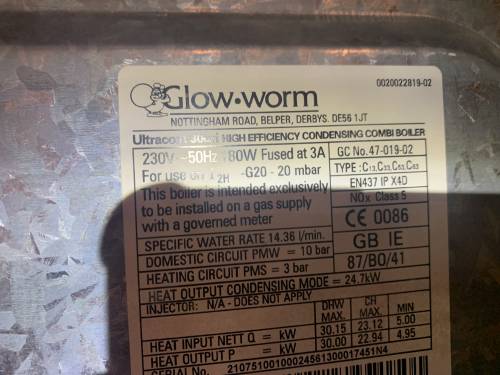 0020022819-02
Glow•worm
NOTTINGHAM ROAD, BELPER, DERBYS. DE56 1JT
HIGH EFFICIENCY CONDENSING COMBI BOILER
230V ~50Hz Fused at 3A
GC No. 47-019-02
For use on 2H -G20 - 20 mbar
TYPE : C13,C33,C53,C63
This boiler is intended exclusively
EN437 IP X4D
to be installed on a gas supply
NOx Class 5
with a governed meter
CE 0086
SPECIFIC WATER RATE 14.36 l/min.
GB IE
DOMESTIC CIRCUIT PMW = 10 bar
HEATING CIRCUIT PMS = 3 bar
87/BO/41
HEAT OUTPUT CONDENSING MODE = 24.7kW
INJECTOR: N/A - DOES NOT APPLY
DHW MAX. CH MAX. MIN
HEAT INPUT NETT Q = kW 30.15 23.12 5.00
HEAT OUTPUT P = kW 30.00 22.94 4.95
SERIAL No. 21075100100024561300017451N4